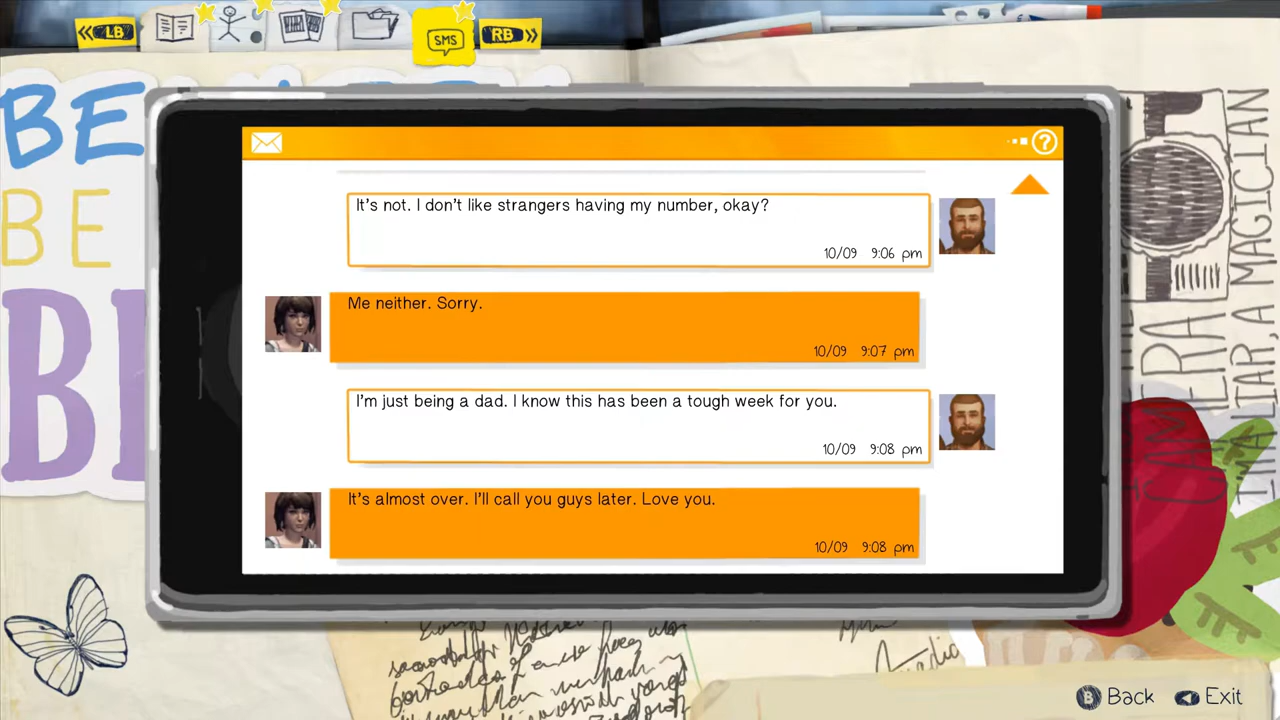 LB
SMS
RB
BE
BE
It's not. I don't like strangers having my number, okay?
10/09 9:06 pm
Me neither. Sorry.
10/09 9:07 pm
I'm just being a dad. I know this has been a tough week for you.
10/09 9:08 pm
It's almost over. I'll call you guys later. Love you.
10/09 9:08 pm
A MAGICIAN
LIAR,
B Back
Exit